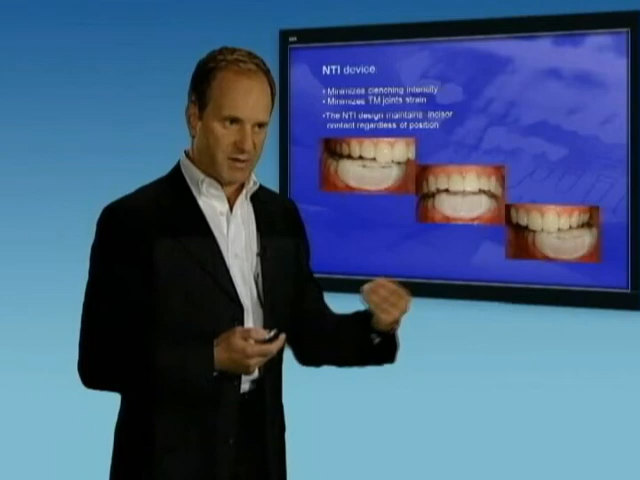 NTI device
• Minimizes clenching intensity
• Minimizes TM joints strain
• The NTI design maintains incisor
contact regardless of position